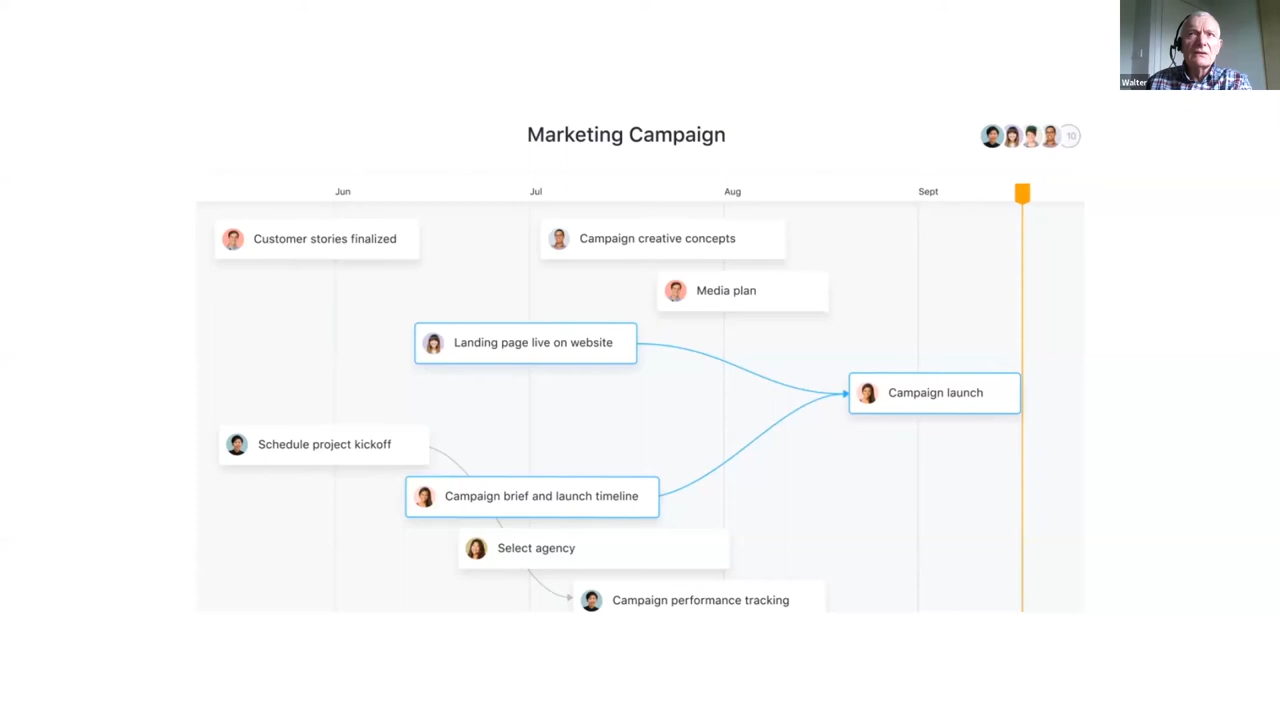 Walter
Marketing Campaign
10
Jun
Jul
Aug
Sept
Customer stories finalized
Campaign creative concepts
Media plan
Landing page live on website
Campaign launch
Schedule project kickoff
Campaign brief and launch timeline
Select agency
Campaign performance tracking